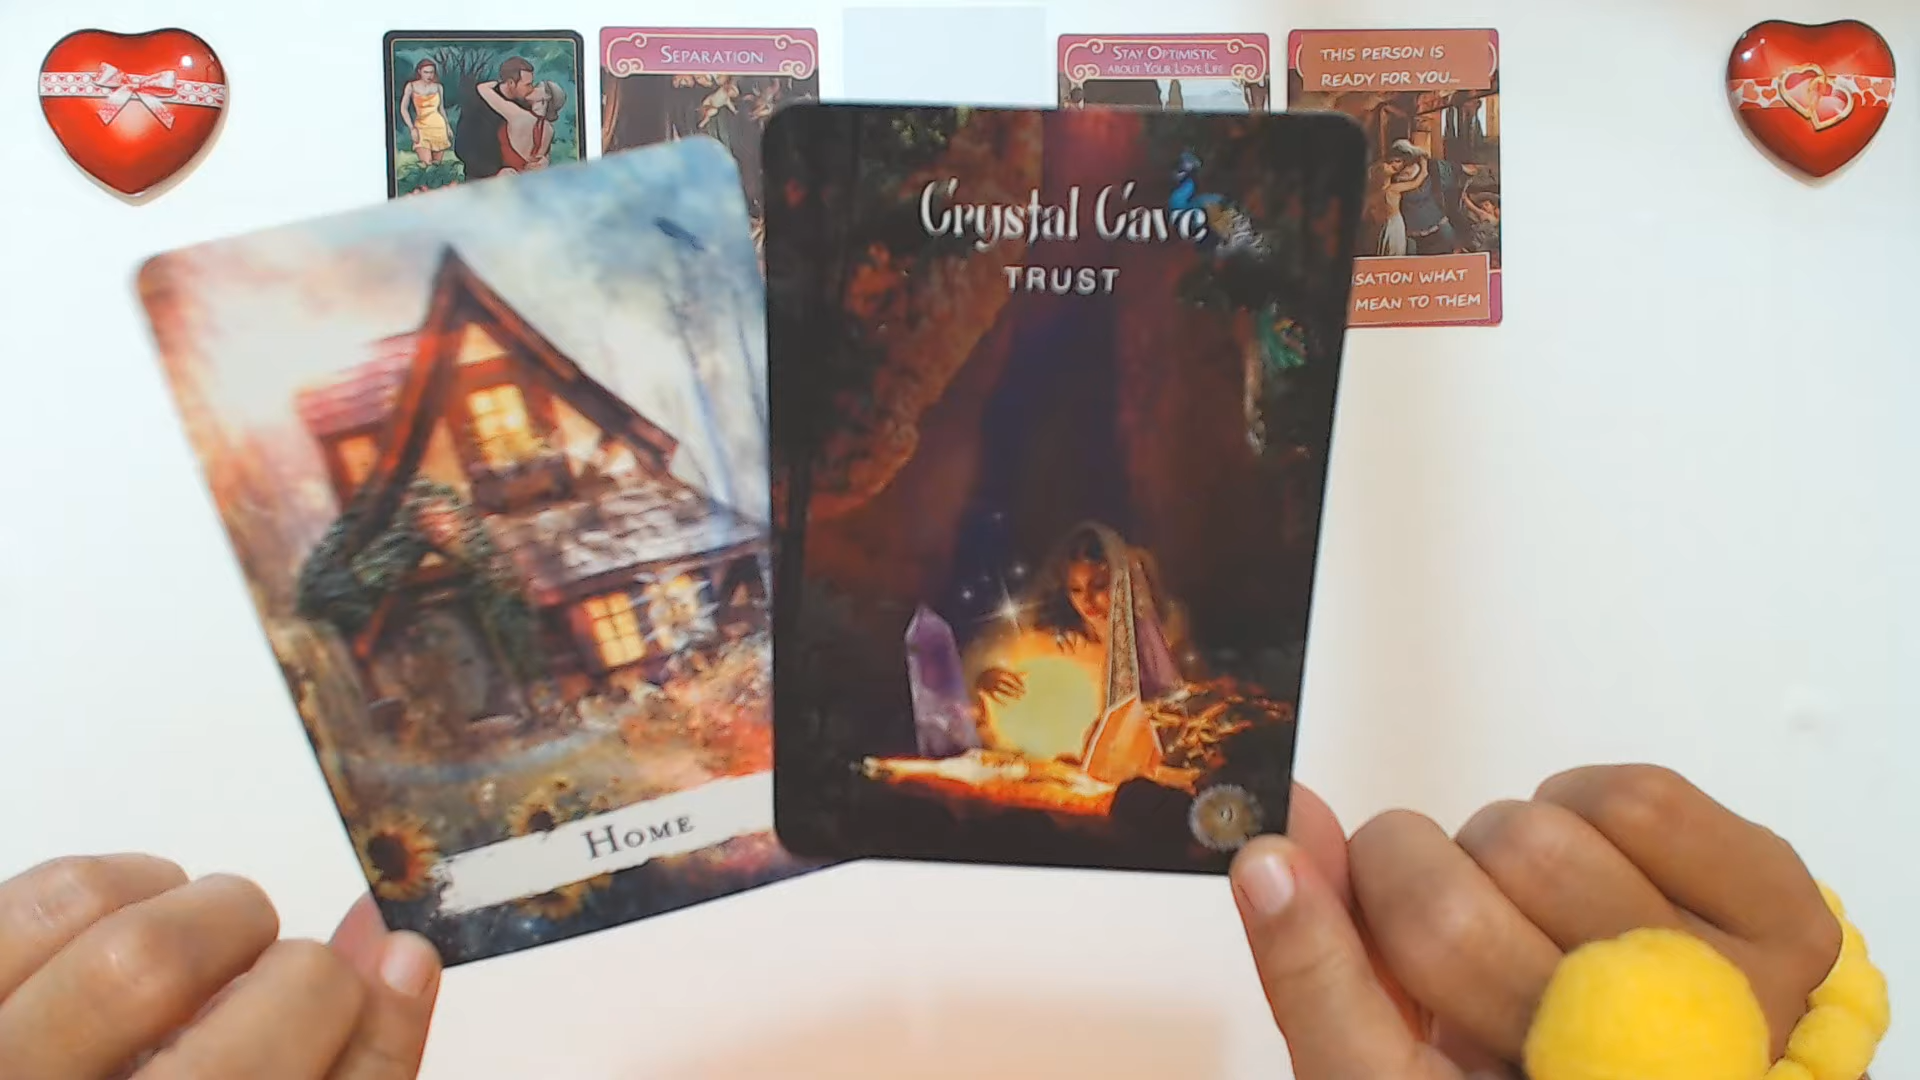 SEPARATION
STAY OPTIMISTIC
ABOUT YOUR LOVE LIFE
THIS PERSON IS
READY FOR YOU...
SATION WHAT
MEAN TO THEM
Crystal Cave
TRUST
HOME